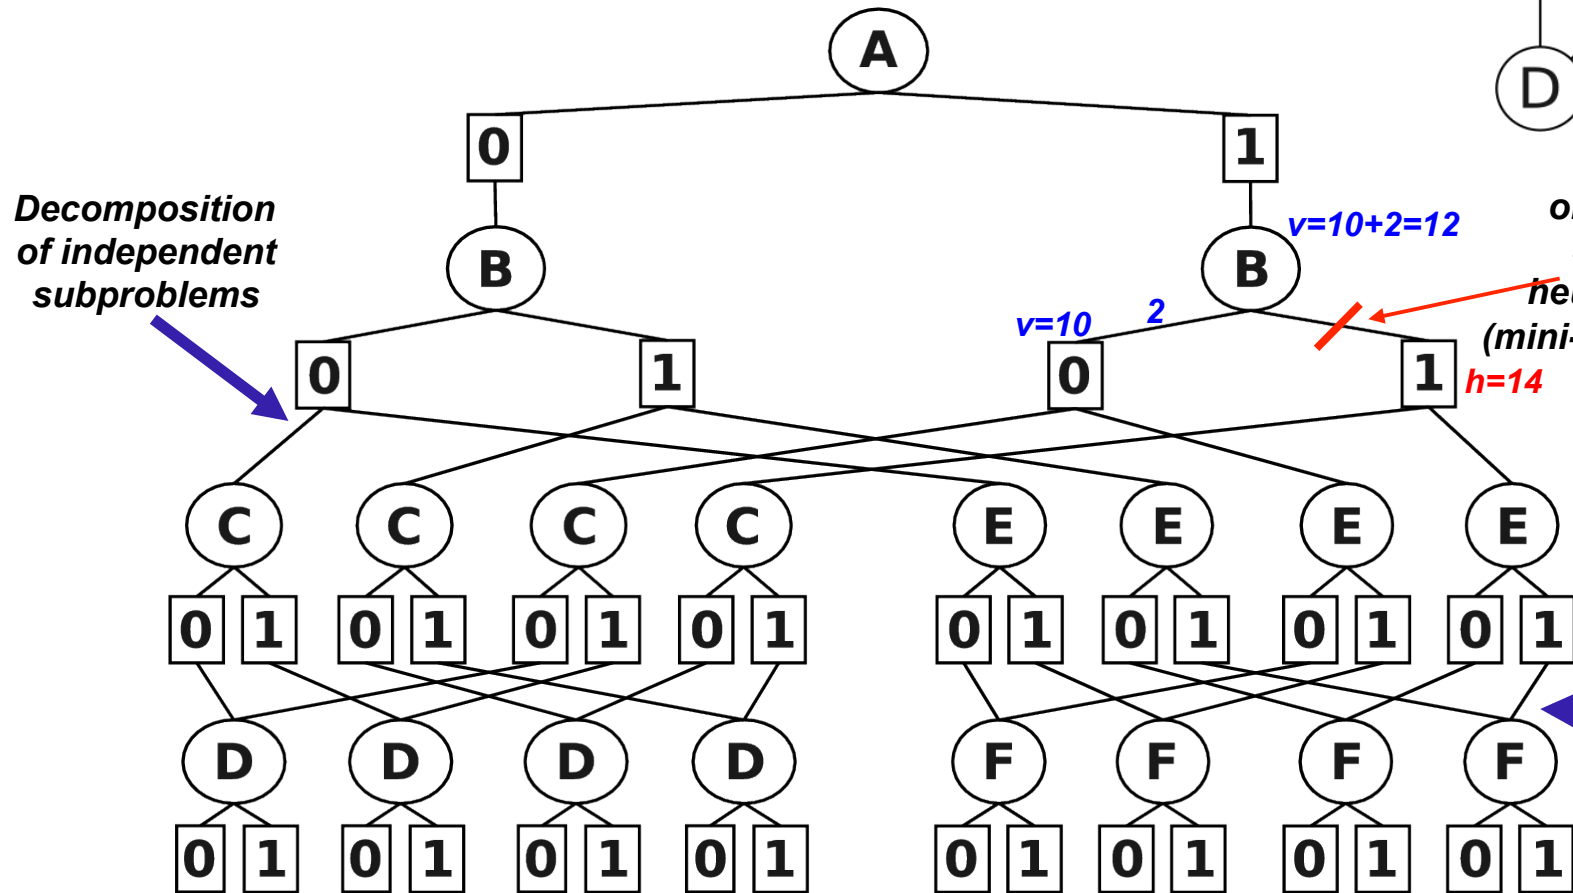 A
D
0 1
Decomposition
of independent
subproblems
B
B
v=10+2=12
v=10 2
(mini-
h=14
0 1 0 1
C C C C E E E E
0 1 0 1 0 1 0 1 0 1 0 1 0 1 0 1
D D D D F F F F
0 1 0 1 0 1 0 1 0 1 0 1 0 1 0 1